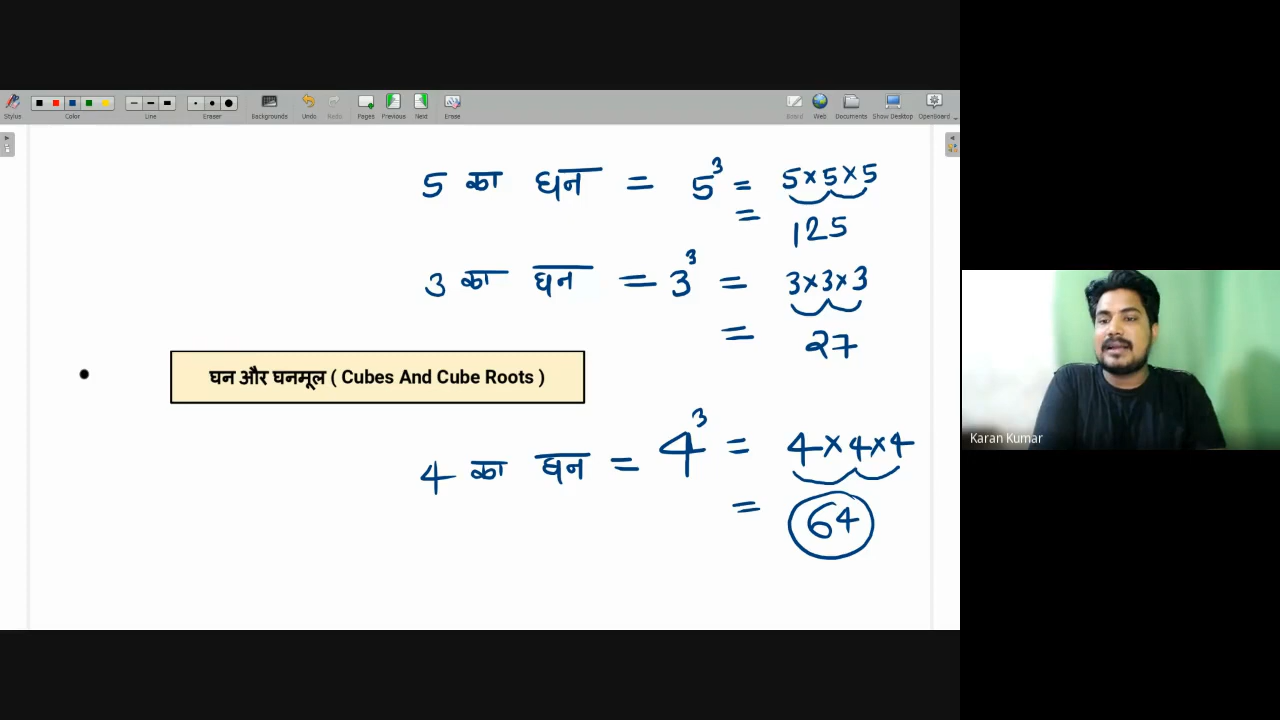 Stylus
Color
Line
Eraser
Backgrounds
Undo
Redo
Pages
Previous
Next
Erase
Board
Web
Documents
Show Desktop
OpenBoard
5 का घन = 5³ = 5×5×5
= 125
3 का घन = 3³ = 3×3×3
= 27
घन और घनमूल ( Cubes And Cube Roots )
4 का घन = 4³ = 4×4×4
= 64
Karan Kumar